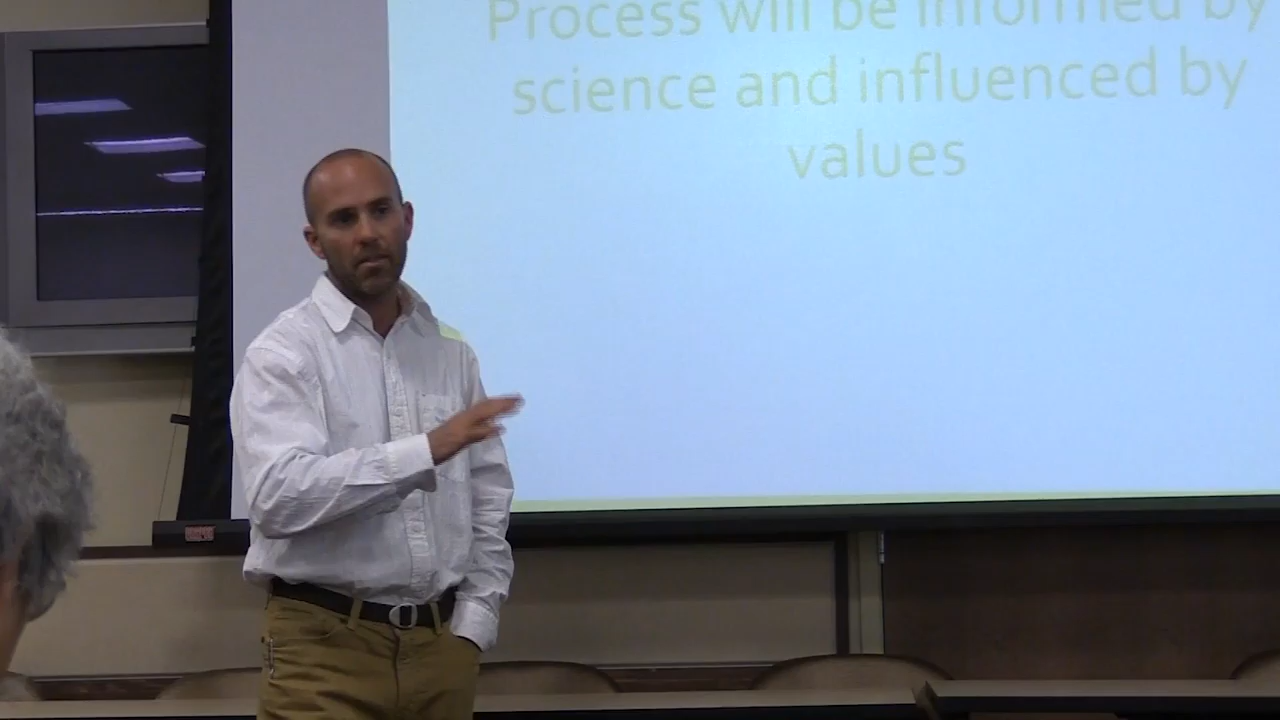 Process will be informed by
science and influenced by
values